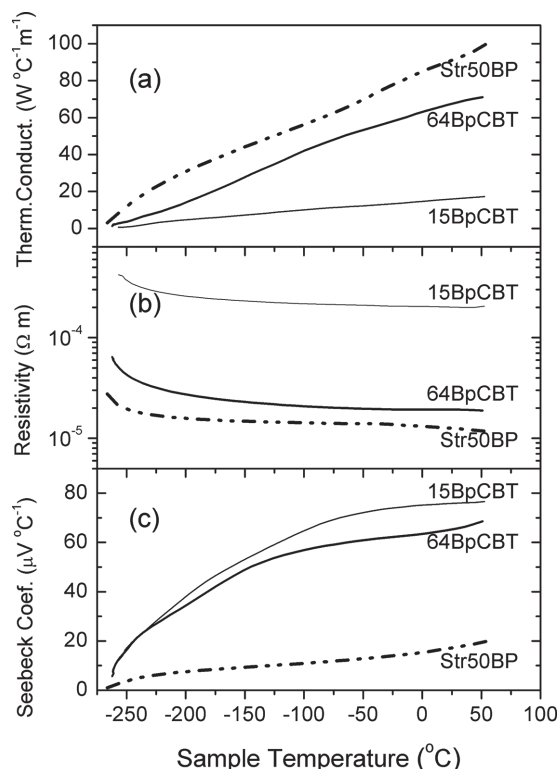 Therm.Conduct. (W °C⁻¹m⁻¹)
100
80
60
40
20
0
(a)
Str50BP
64BpCBT
15BpCBT
Resistivity (Ω m)
10⁻⁴
10⁻⁵
(b)
15BpCBT
64BpCBT
Str50BP
Seebeck Coef. (μV °C⁻¹)
80
60
40
20
0
(c)
15BpCBT
64BpCBT
Str50BP
-250 -200 -150 -100 -50 0 50 100
Sample Temperature (°C)